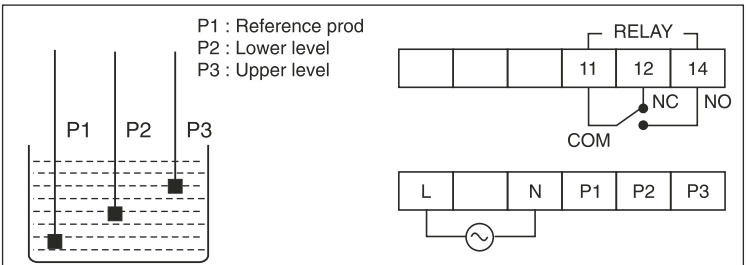 P1 : Reference prod
P2 : Lower level
P3 : Upper level
P1 P2 P3
RELAY
11 12 14
NC NO
COM
L N P1 P2 P3